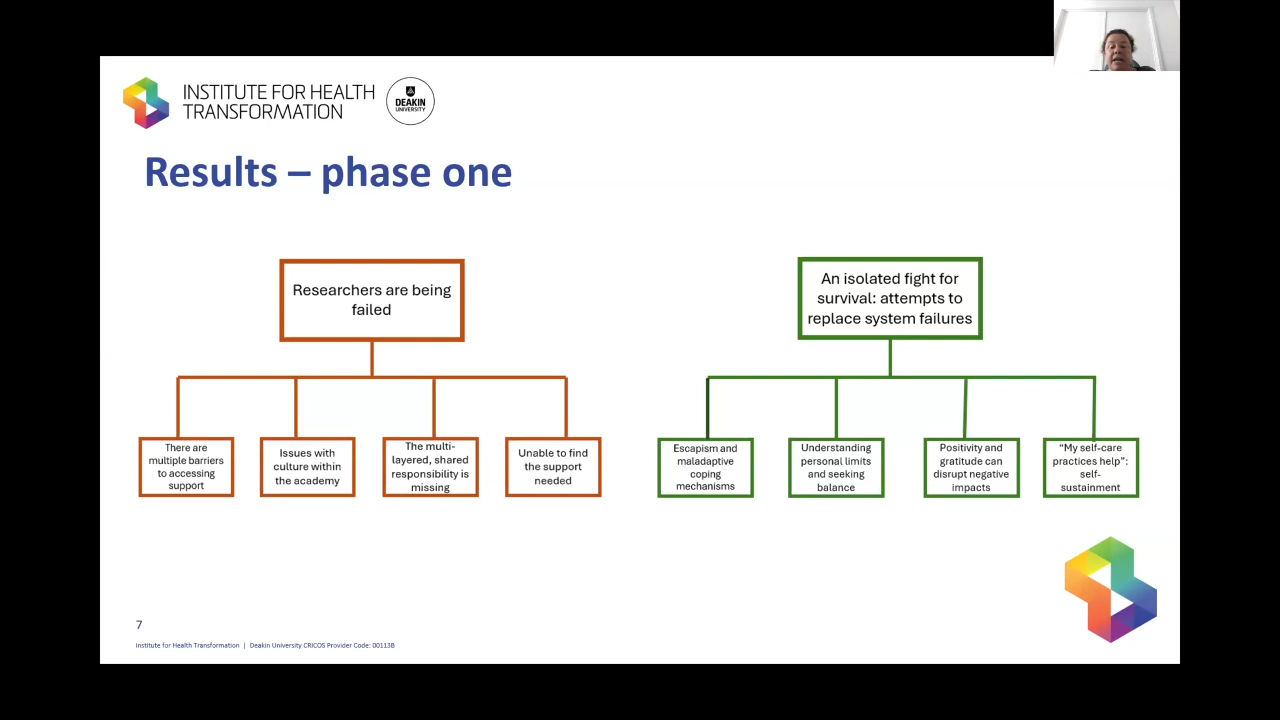 INSTITUTE FOR HEALTH
TRANSFORMATION
DEAKIN
UNIVERSITY
Results – phase one
Researchers are being
failed
There are
multiple barriers
to accessing
support
Issues with
culture within
the academy
The multi-
layered, shared
responsibility is
missing
Unable to find
the support
needed
An isolated fight for
survival: attempts to
replace system failures
Escapism and
maladaptive
coping
mechanisms
Understanding
personal limits
and seeking
balance
Positivity and
gratitude can
disrupt negative
impacts
“My self-care
practices help”:
self-
sustainment
7
Institute for Health Transformation | Deakin University CRICOS Provider Code: 00113B